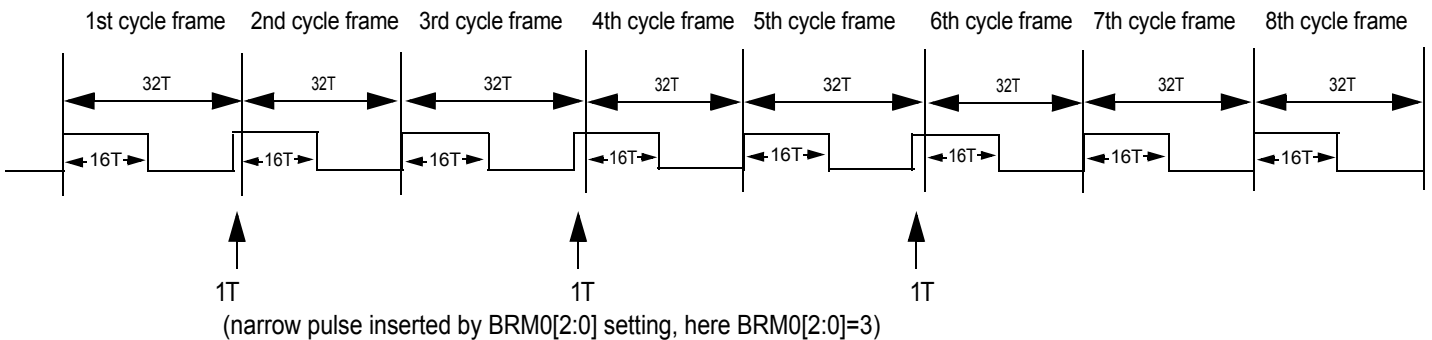 1st cycle frame 2nd cycle frame 3rd cycle frame 4th cycle frame 5th cycle frame 6th cycle frame 7th cycle frame 8th cycle frame
32T 32T 32T 32T 32T 32T 32T 32T
16T 16T 16T 16T 16T 16T 16T 16T
1T 1T 1T
(narrow pulse inserted by BRM0[2:0] setting, here BRM0[2:0]=3)